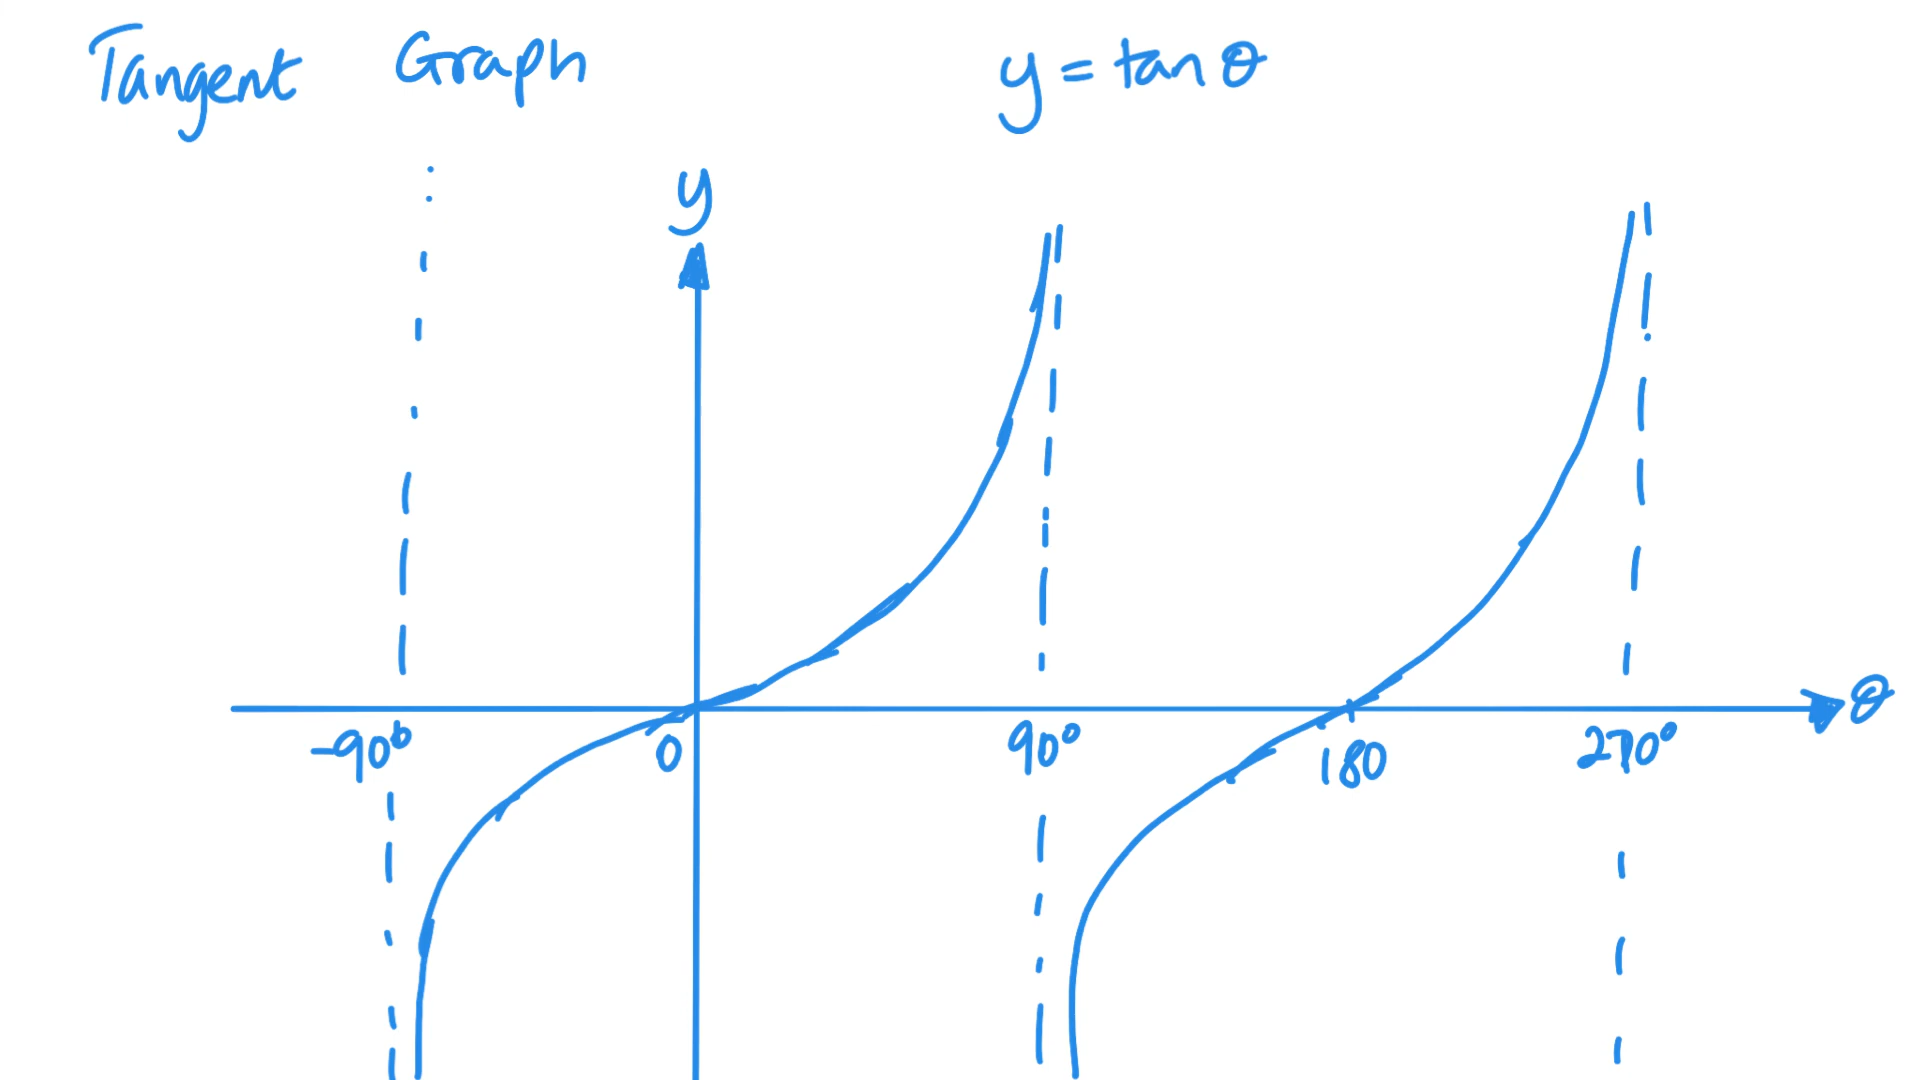 Tangent Graph y = tan θ
y
θ
-90° 0 90° 180 270°